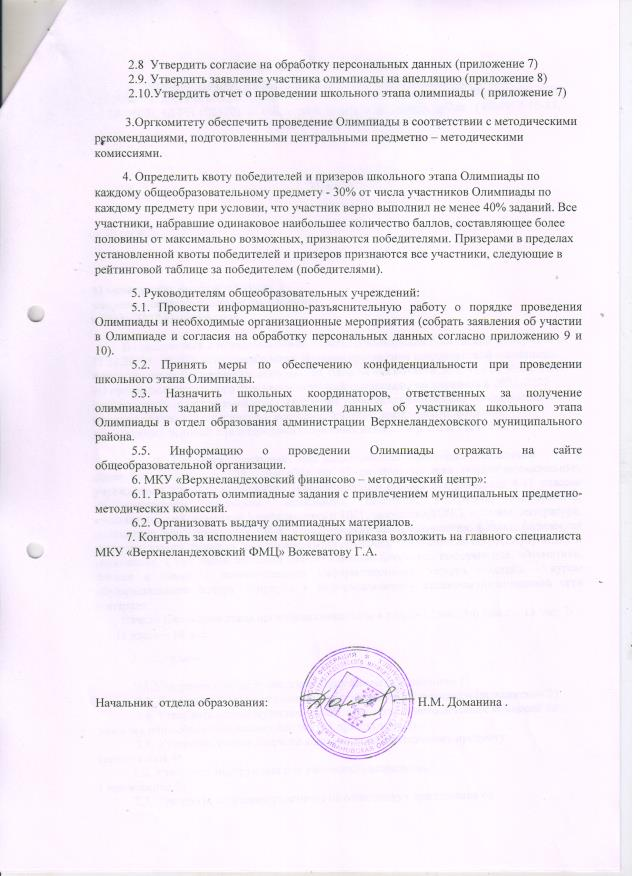 2.8 Утвердить согласие на обработку персональных данных (приложение 7)
2.9. Утвердить заявление участника олимпиады на апелляцию (приложение 8)
2.10.Утвердить отчет о проведении школьного этапа олимпиады ( приложение 7)
3.Оргкомитету обеспечить проведение Олимпиады в соответствии с методическими
рекомендациями, подготовленными центральными предметно – методическими
комиссиями.
4. Определить квоту победителей и призеров школьного этапа Олимпиады по
каждому общеобразовательному предмету - 30% от числа участников Олимпиады по
каждому предмету при условии, что участник верно выполнил не менее 40% заданий. Все
участники, набравшие одинаковое наибольшее количество баллов, составляющее более
половины от максимально возможных, признаются победителями. Призерами в пределах
установленной квоты победителей и призеров признаются все участники, следующие в
рейтинговой таблице за победителем (победителями).
5. Руководителям общеобразовательных учреждений:
5.1. Провести информационно-разъяснительную работу о порядке проведения
Олимпиады и необходимые организационные мероприятия (собрать заявления об участии
в Олимпиаде и согласия на обработку персональных данных согласно приложению 9 и
10).
5.2. Принять меры по обеспечению конфиденциальности при проведении
школьного этапа Олимпиады.
5.3. Назначить школьных координаторов, ответственных за получение
олимпиадных заданий и предоставлении данных об участниках школьного этапа
Олимпиады в отдел образования администрации Верхнеландеховского муниципального
района.
5.5. Информацию о проведении Олимпиады отражать на сайте
общеобразовательной организации.
6. МКУ «Верхнеландеховский финансово – методический центр»:
6.1. Разработать олимпиадные задания с привлечением муниципальных предметно-
методических комиссий.
6.2. Организовать выдачу олимпиадных материалов.
7. Контроль за исполнением настоящего приказа возложить на главного специалиста
МКУ «Верхнеландеховский ФМЦ» Вожеватову Г.А.
Начальник отдела образования:
Н.М. Доманина .
ИВАНОВСКАЯ